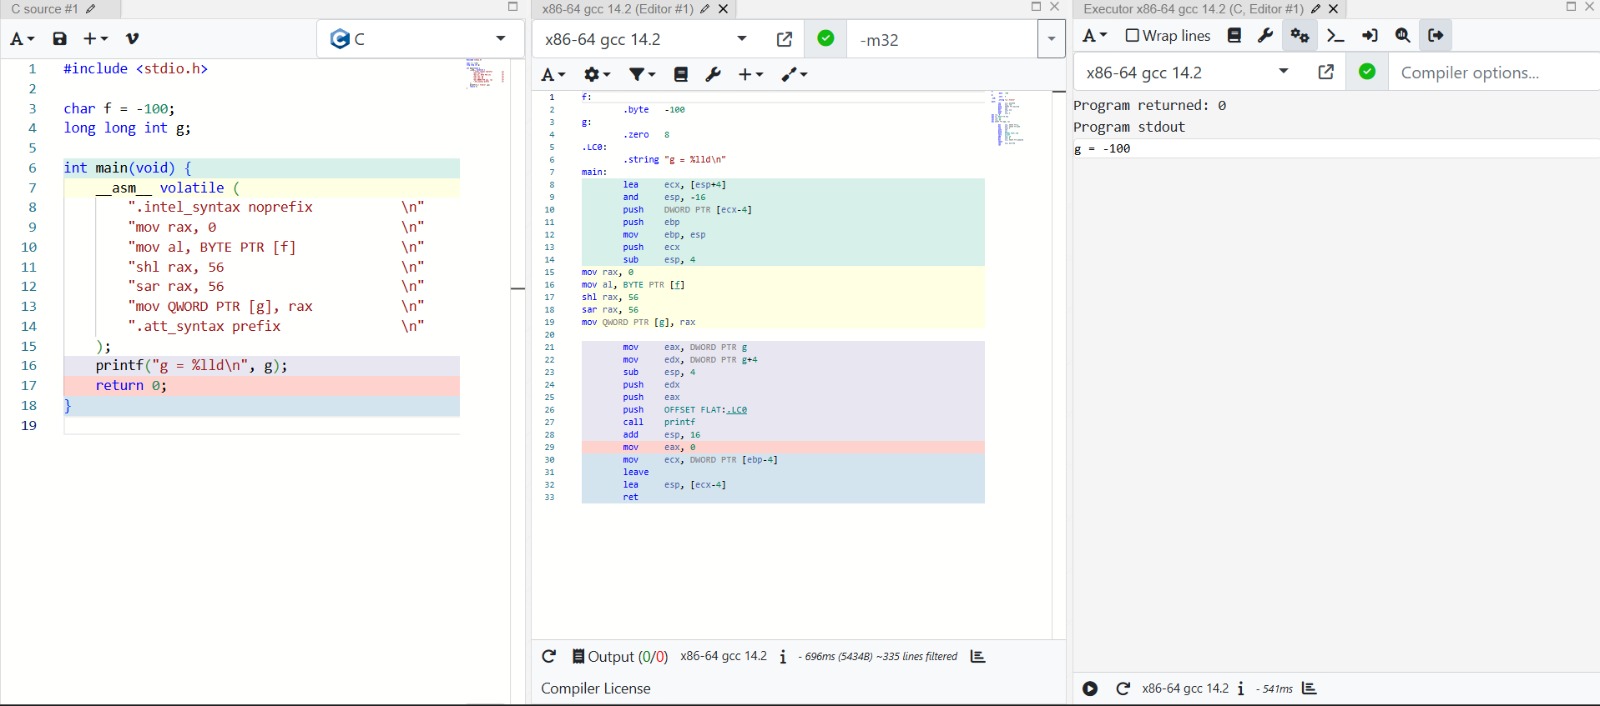 C source #1
A
C
1 #include <stdio.h>
2
3 char f = -100;
4 long long int g;
5
6 int main(void) {
7 __asm__ volatile (
8 ".intel_syntax noprefix \n"
9 "mov rax, 0 \n"
10 "mov al, BYTE PTR [f] \n"
11 "shl rax, 56 \n"
12 "sar rax, 56 \n"
13 "mov QWORD PTR [g], rax \n"
14 ".att_syntax prefix \n"
15 );
16 printf("g = %lld\n", g);
17 return 0;
18 }
19
x86-64 gcc 14.2 (Editor #1)
x86-64 gcc 14.2
-m32
A
1 f:
2 .byte -100
3 g:
4 .zero 8
5 .LC0:
6 .string "g = %lld\n"
7 main:
8 lea ecx, [esp+4]
9 and esp, -16
10 push DWORD PTR [ecx-4]
11 push ebp
12 mov ebp, esp
13 push ecx
14 sub esp, 4
15 mov rax, 0
16 mov al, BYTE PTR [f]
17 shl rax, 56
18 sar rax, 56
19 mov QWORD PTR [g], rax
20
21 mov eax, DWORD PTR g
22 mov edx, DWORD PTR g+4
23 sub esp, 4
24 push edx
25 push eax
26 push OFFSET FLAT:.LC0
27 call printf
28 add esp, 16
29 mov eax, 0
30 mov ecx, DWORD PTR [ebp-4]
31 leave
32 lea esp, [ecx-4]
33 ret
Output (0/0) x86-64 gcc 14.2 i - 696ms (5434B) ~335 lines filtered
Compiler License
Executor x86-64 gcc 14.2 (C, Editor #1)
A Wrap lines
x86-64 gcc 14.2
Compiler options...
Program returned: 0
Program stdout
g = -100
x86-64 gcc 14.2 i - 541ms